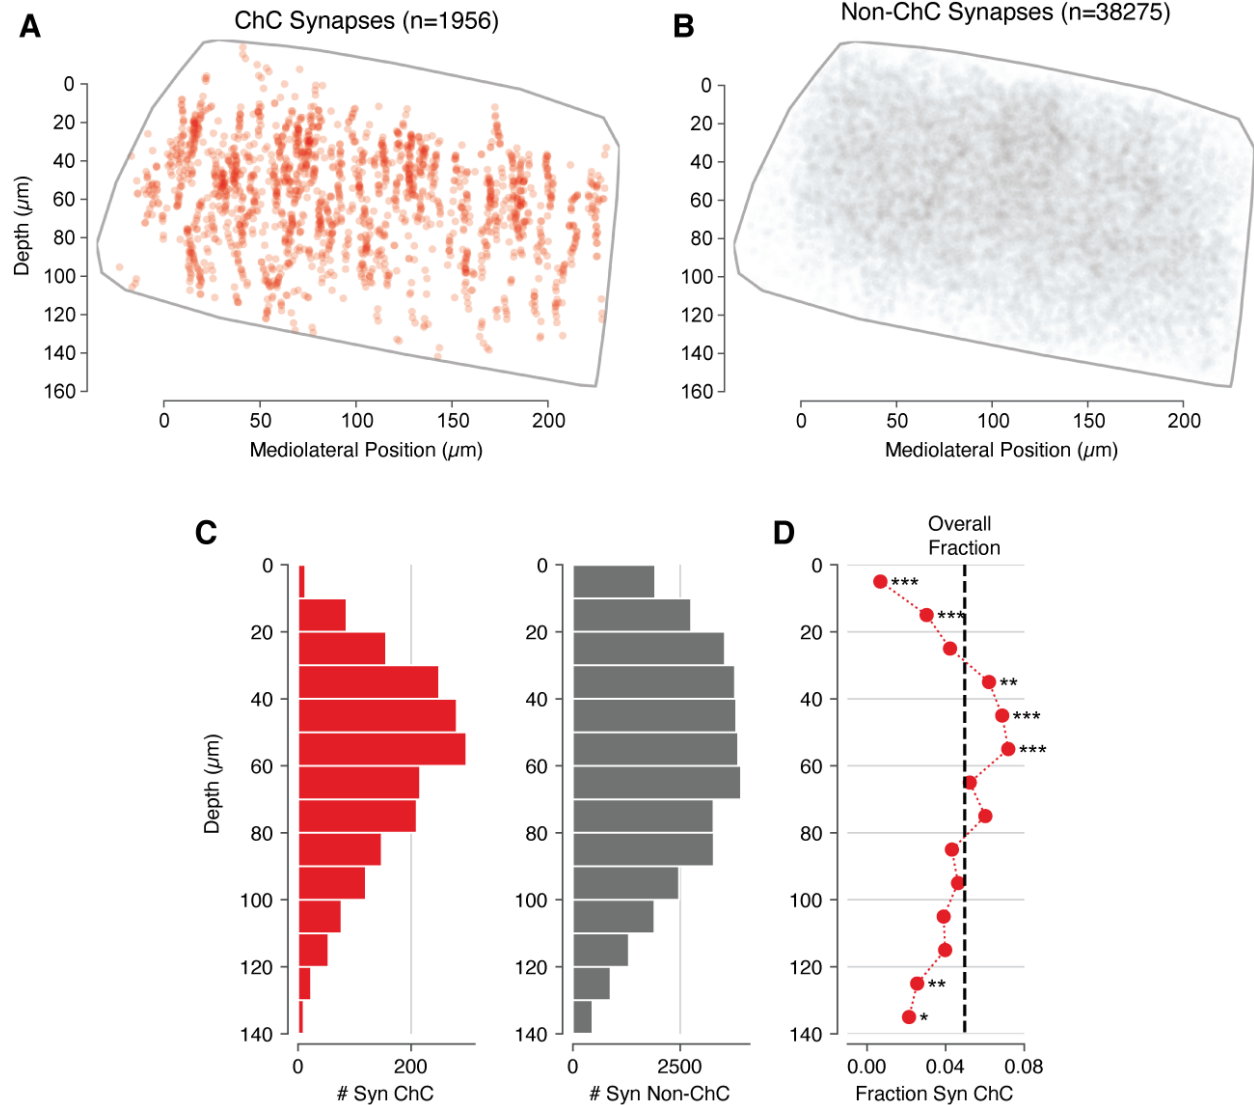 A
ChC Synapses (n=1956)
Depth (µm)
0
20
40
60
80
100
120
140
160
0 50 100 150 200
Mediolateral Position (µm)
B
Non-ChC Synapses (n=38275)
0
20
40
60
80
100
120
140
160
0 50 100 150 200
Mediolateral Position (µm)
C
Depth (µm)
0
20
40
60
80
100
120
140
0 200
# Syn ChC
0
20
40
60
80
100
120
140
0 2500
# Syn Non-ChC
D
Overall
Fraction
0
20
40
60
80
100
120
140
***
***
**
***
***
**
*
0.00 0.04 0.08
Fraction Syn ChC